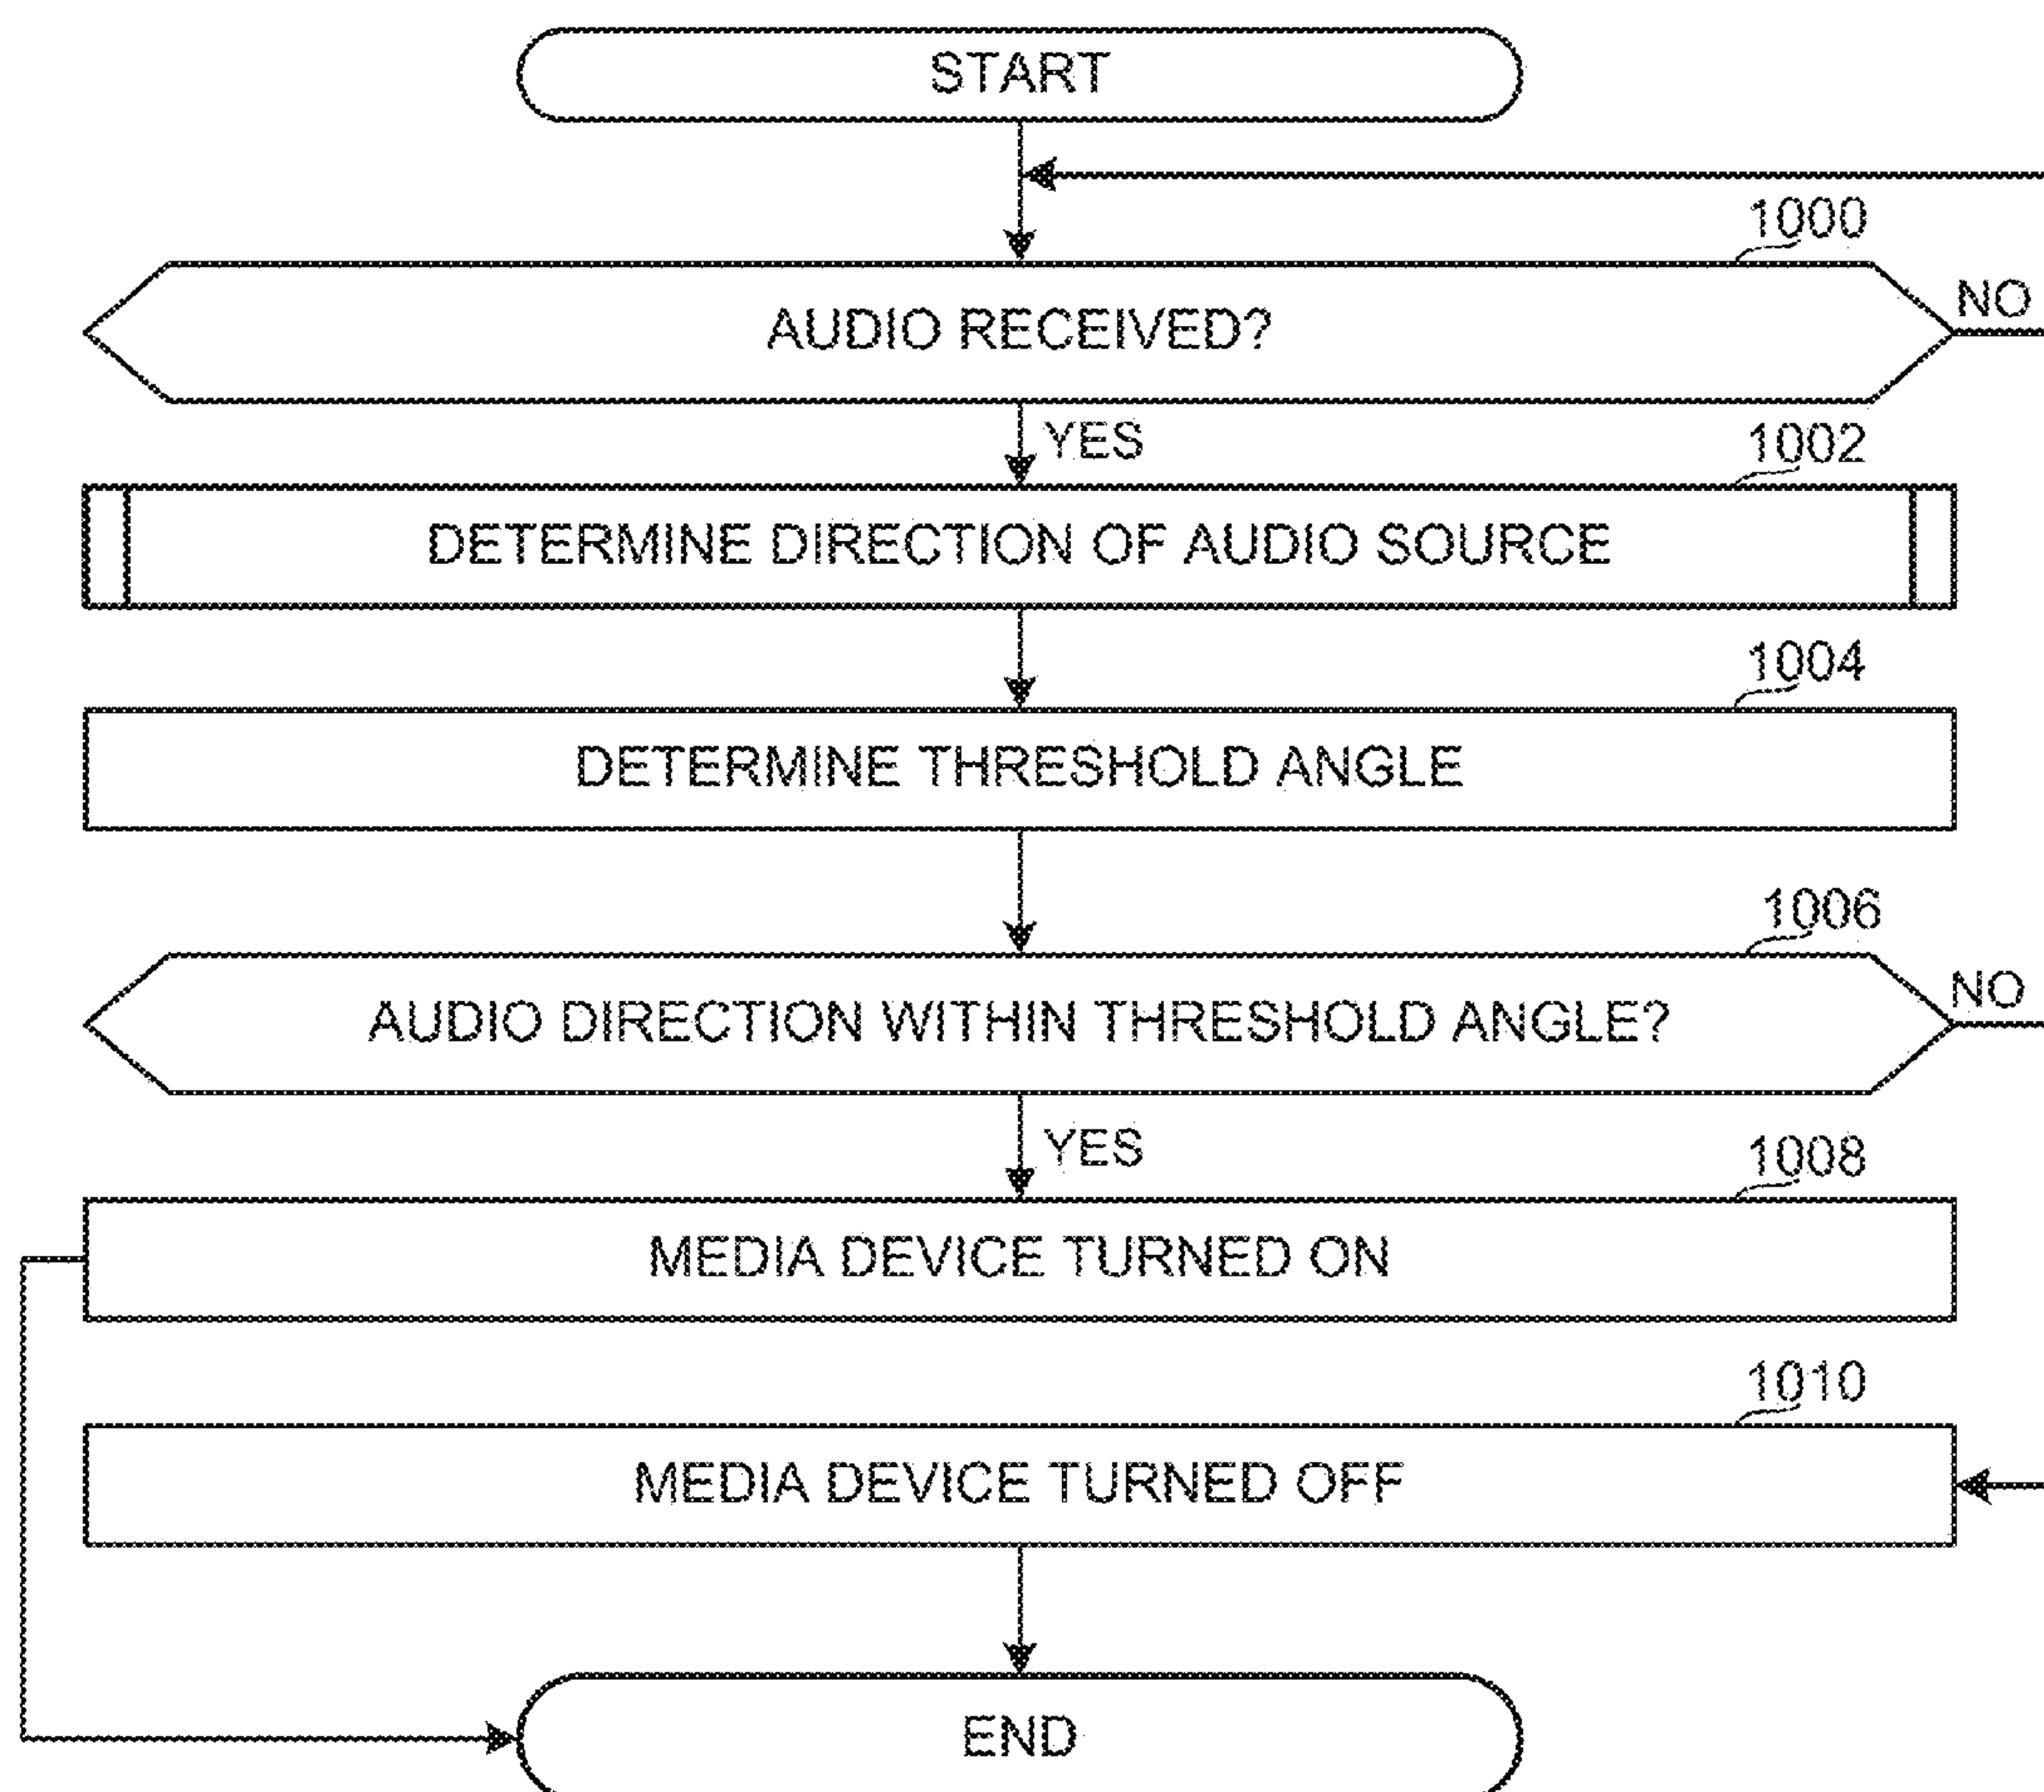 START
1000
AUDIO RECEIVED?
NO
YES
1002
DETERMINE DIRECTION OF AUDIO SOURCE
1004
DETERMINE THRESHOLD ANGLE
1006
AUDIO DIRECTION WITHIN THRESHOLD ANGLE?
NO
YES
1008
MEDIA DEVICE TURNED ON
1010
MEDIA DEVICE TURNED OFF
END